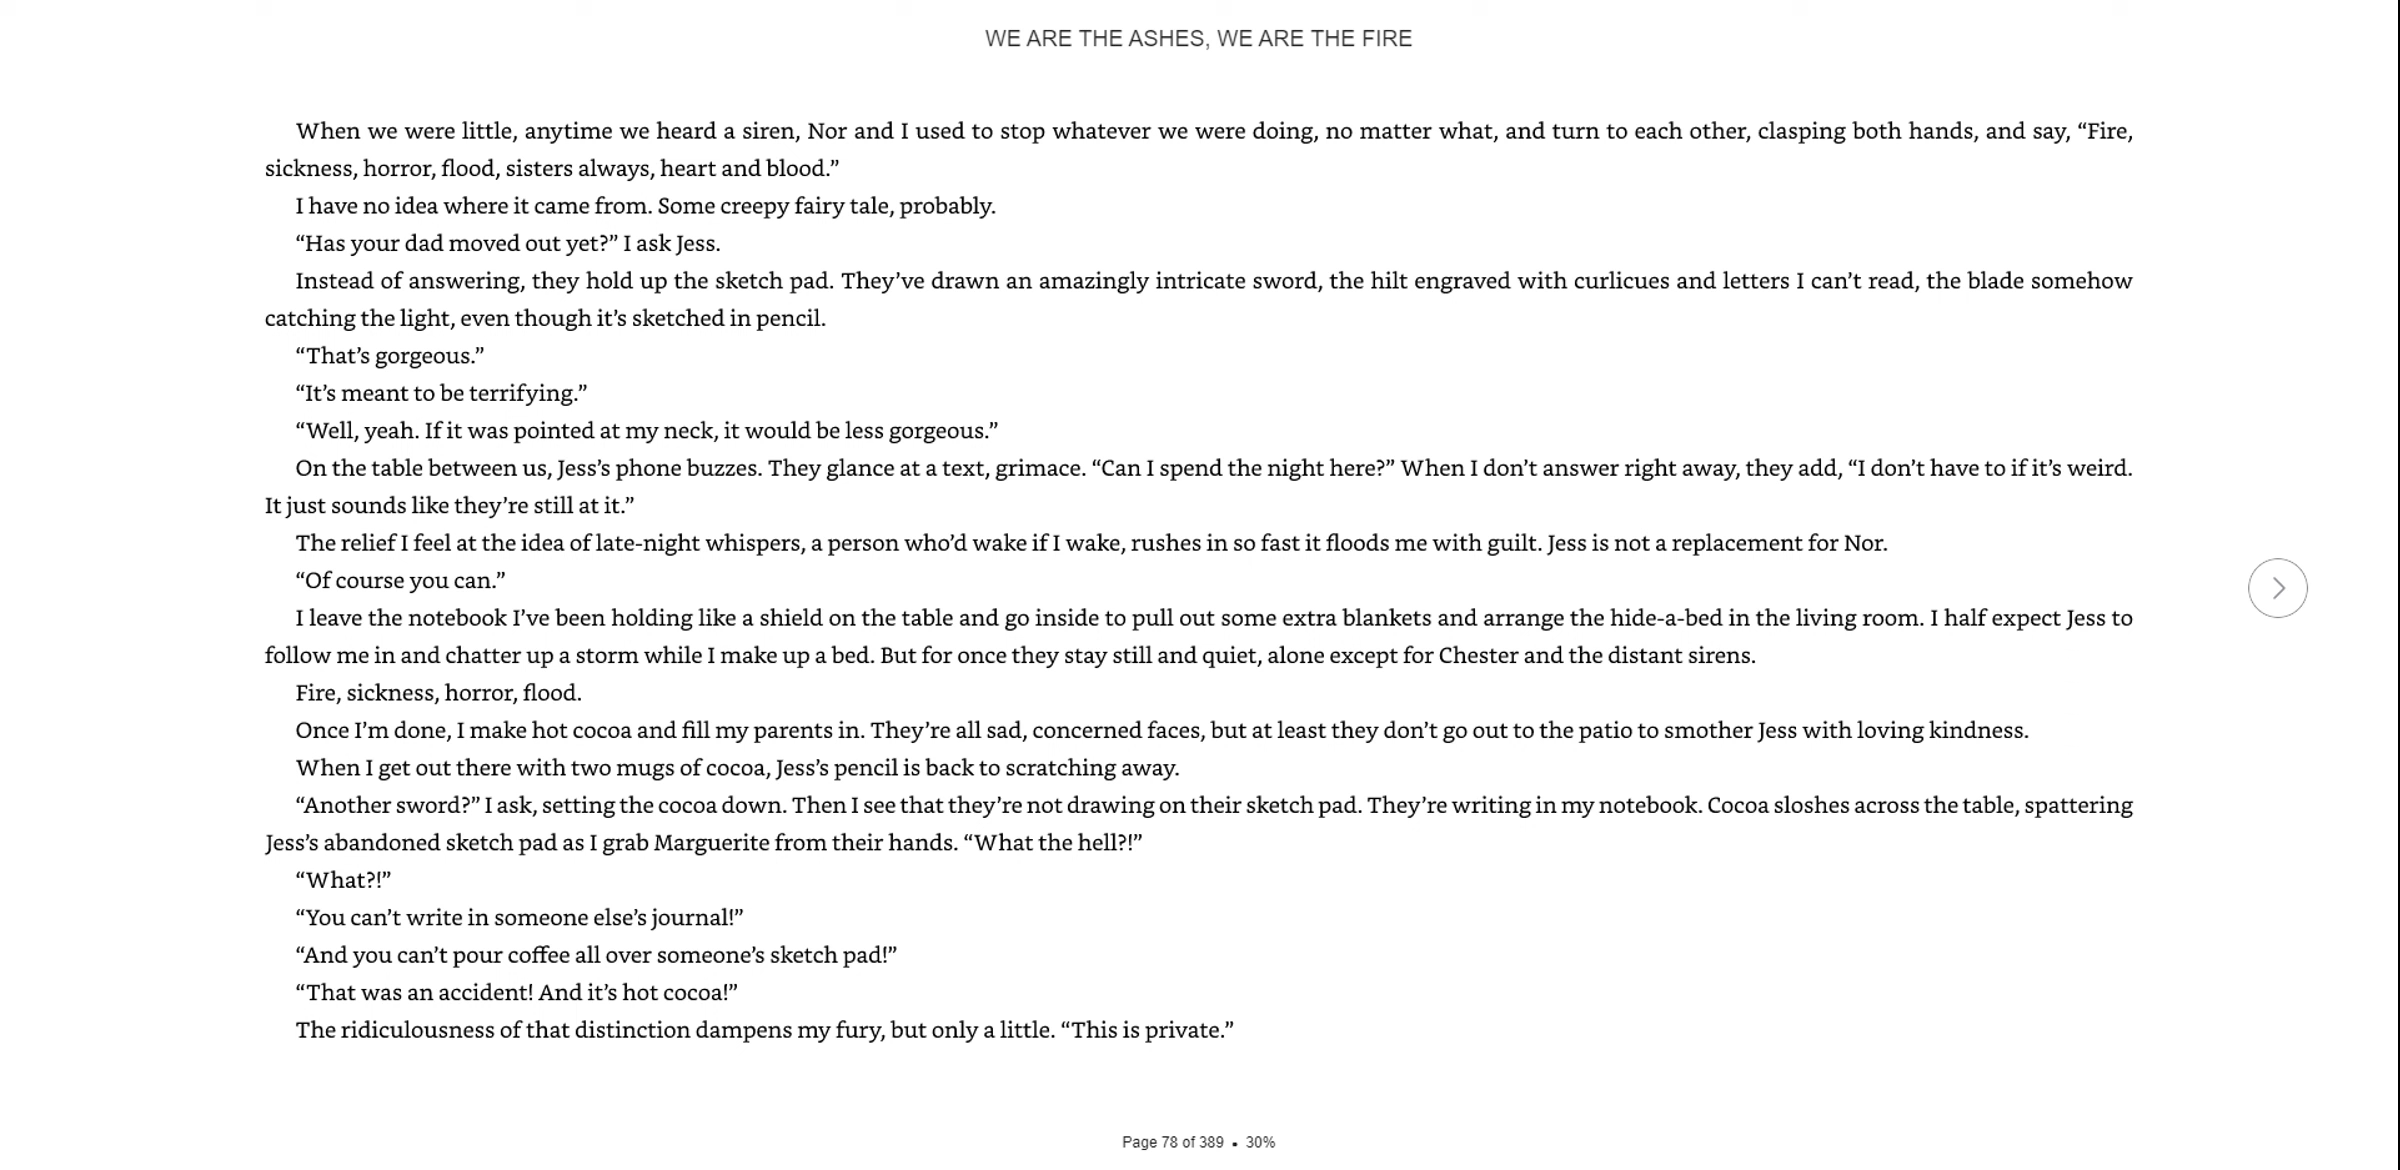 WE ARE THE ASHES, WE ARE THE FIRE
When we were little, anytime we heard a siren, Nor and I used to stop whatever we were doing, no matter what, and turn to each other, clasping both hands, and say, “Fire,
sickness, horror, flood, sisters always, heart and blood.”
I have no idea where it came from. Some creepy fairy tale, probably.
“Has your dad moved out yet?” I ask Jess.
Instead of answering, they hold up the sketch pad. They’ve drawn an amazingly intricate sword, the hilt engraved with curlicues and letters I can’t read, the blade somehow
catching the light, even though it’s sketched in pencil.
“That’s gorgeous.”
“It’s meant to be terrifying.”
“Well, yeah. If it was pointed at my neck, it would be less gorgeous.”
On the table between us, Jess’s phone buzzes. They glance at a text, grimace. “Can I spend the night here?” When I don’t answer right away, they add, “I don’t have to if it’s weird.
It just sounds like they’re still at it.”
The relief I feel at the idea of late-night whispers, a person who’d wake if I wake, rushes in so fast it floods me with guilt. Jess is not a replacement for Nor.
“Of course you can.”
I leave the notebook I’ve been holding like a shield on the table and go inside to pull out some extra blankets and arrange the hide-a-bed in the living room. I half expect Jess to
follow me in and chatter up a storm while I make up a bed. But for once they stay still and quiet, alone except for Chester and the distant sirens.
Fire, sickness, horror, flood.
Once I’m done, I make hot cocoa and fill my parents in. They’re all sad, concerned faces, but at least they don’t go out to the patio to smother Jess with loving kindness.
When I get out there with two mugs of cocoa, Jess’s pencil is back to scratching away.
“Another sword?” I ask, setting the cocoa down. Then I see that they’re not drawing on their sketch pad. They’re writing in my notebook. Cocoa sloshes across the table, spattering
Jess’s abandoned sketch pad as I grab Marguerite from their hands. “What the hell?!”
“What?!”
“You can’t write in someone else’s journal!”
“And you can’t pour coffee all over someone’s sketch pad!”
“That was an accident! And it’s hot cocoa!”
The ridiculousness of that distinction dampens my fury, but only a little. “This is private.”
Page 78 of 389 • 30%